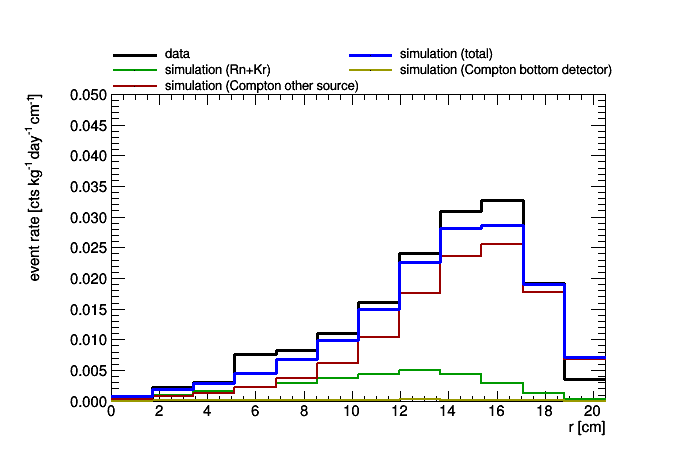 data
simulation (total)
simulation (Rn+Kr)
simulation (Compton bottom detector)
simulation (Compton other source)
event rate [cts kg⁻¹ day⁻¹ cm⁻¹]
0.050
0.045
0.040
0.035
0.030
0.025
0.020
0.015
0.010
0.005
0.000
0 2 4 6 8 10 12 14 16 18 20
r [cm]